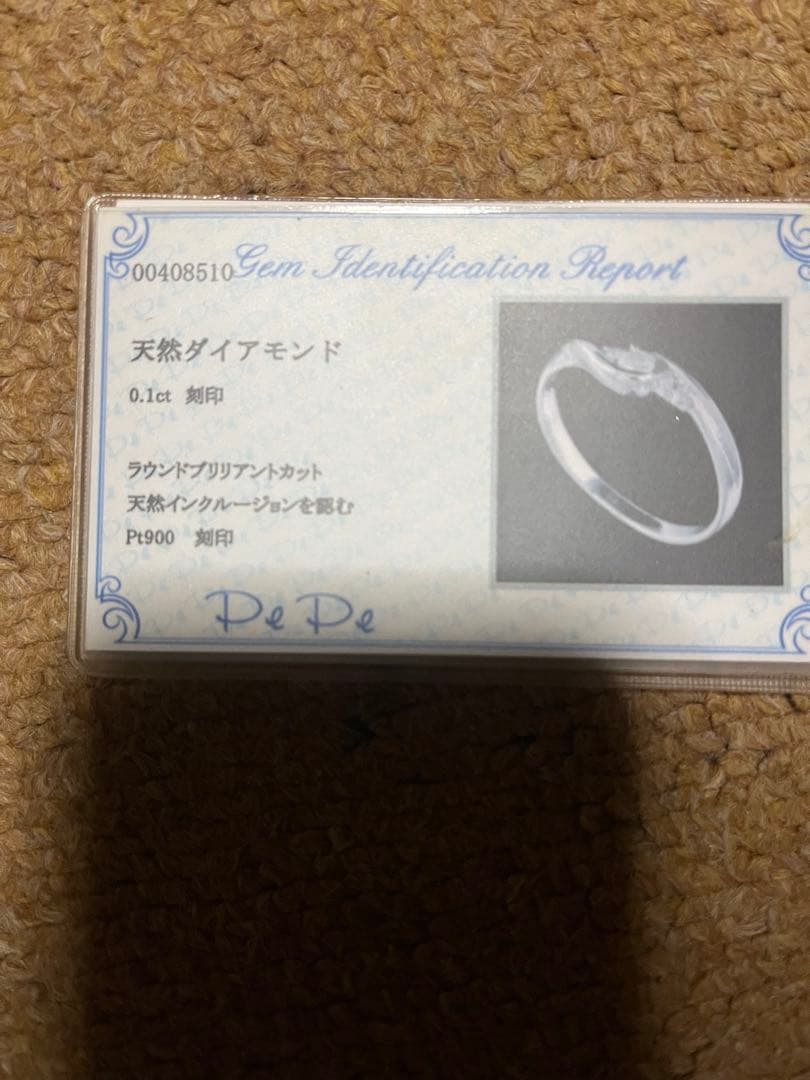 00408510 Gem Identification Report
天然ダイアモンド
0.1ct 刻印
ラウンドブリリアントカット
天然インクルージョンを認む
Pt900 刻印
De De